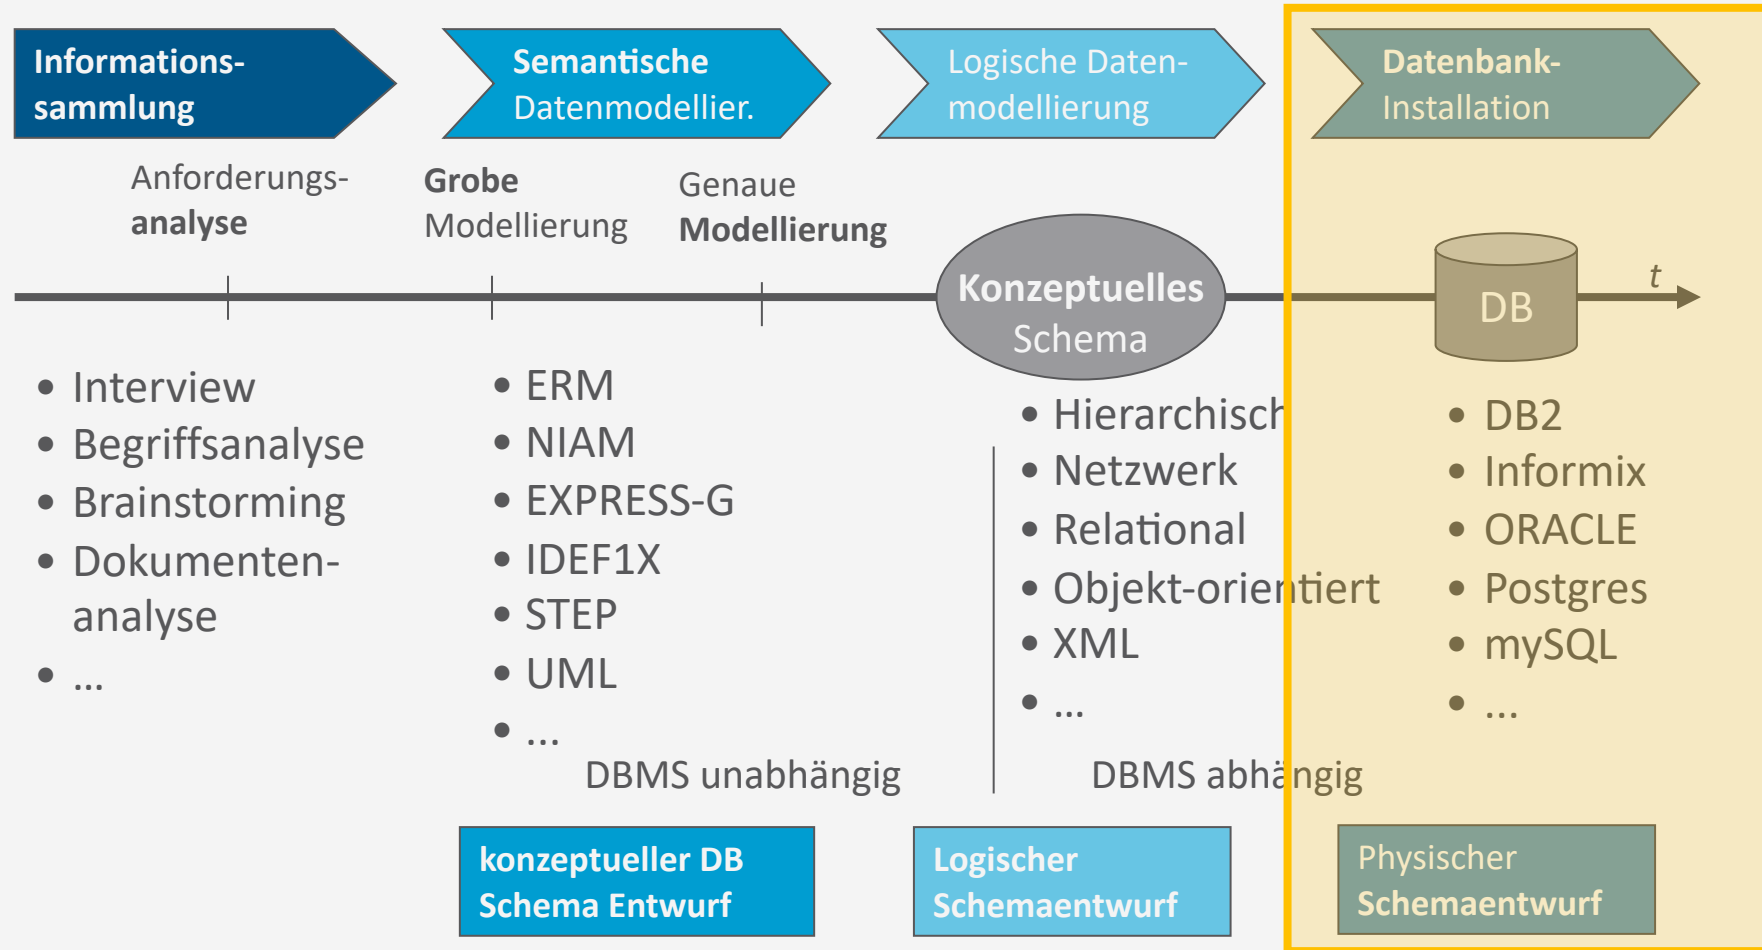 Informations-
sammlung
Semantische
Datenmodellier.
Logische Daten-
modellierung
Datenbank-
Installation
Anforderungs-
analyse
Grobe
Modellierung
Genaue
Modellierung
Konzeptuelles
Schema
DB
t
• Interview
• Begriffsanalyse
• Brainstorming
• Dokumenten-
analyse
• ...
• ERM
• NIAM
• EXPRESS-G
• IDEF1X
• STEP
• UML
• ...
DBMS unabhängig
• Hierarchisch
• Netzwerk
• Relational
• Objekt-orientiert
• XML
• ...
DBMS abhängig
• DB2
• Informix
• ORACLE
• Postgres
• mySQL
• ...
konzeptueller DB
Schema Entwurf
Logischer
Schemaentwurf
Physischer
Schemaentwurf